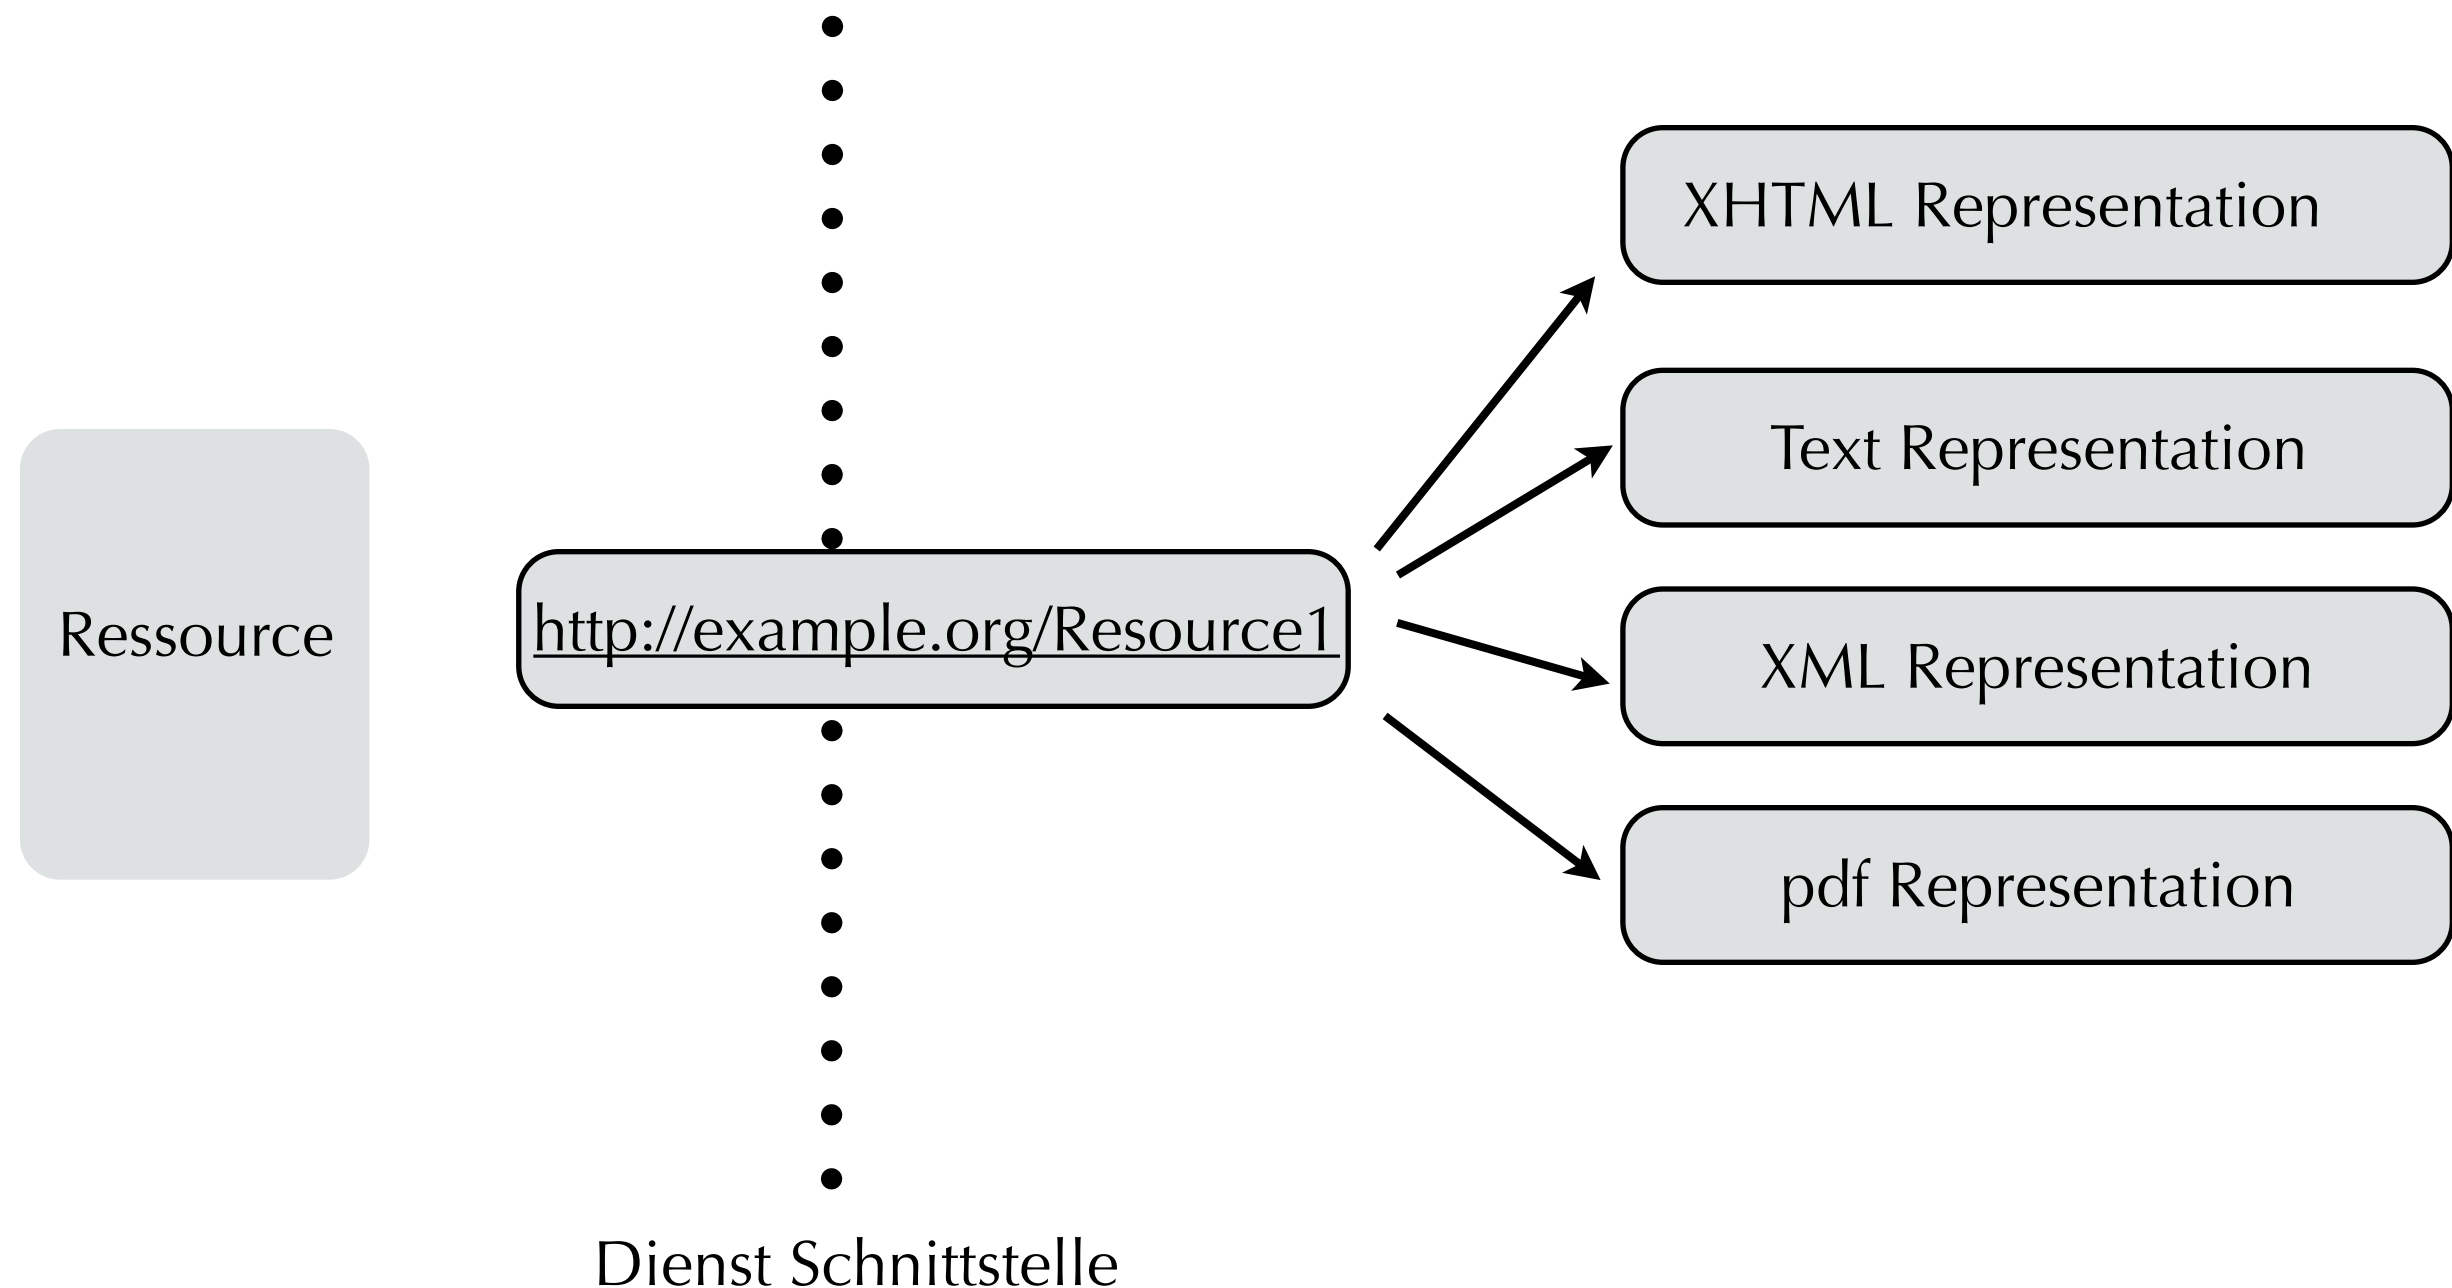 XHTML Representation
Text Representation
Ressource
http://example.org/Resource1
XML Representation
pdf Representation
Dienst Schnittstelle